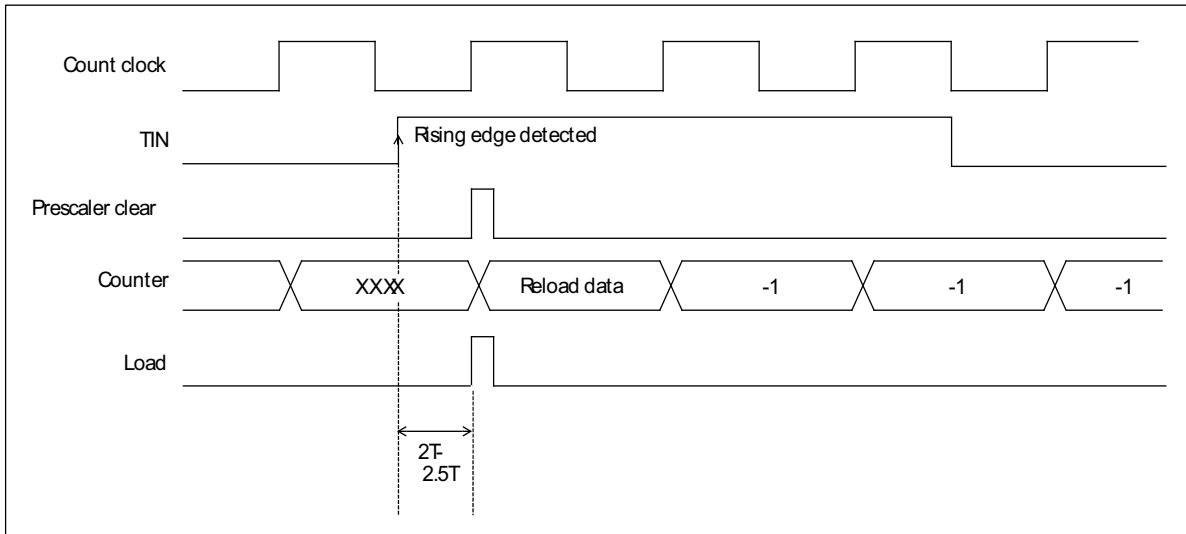 Count clock
TIN
Rising edge detected
Prescaler clear
Counter
XXXX
Reload data
-1
-1
-1
Load
2T-
2.5T